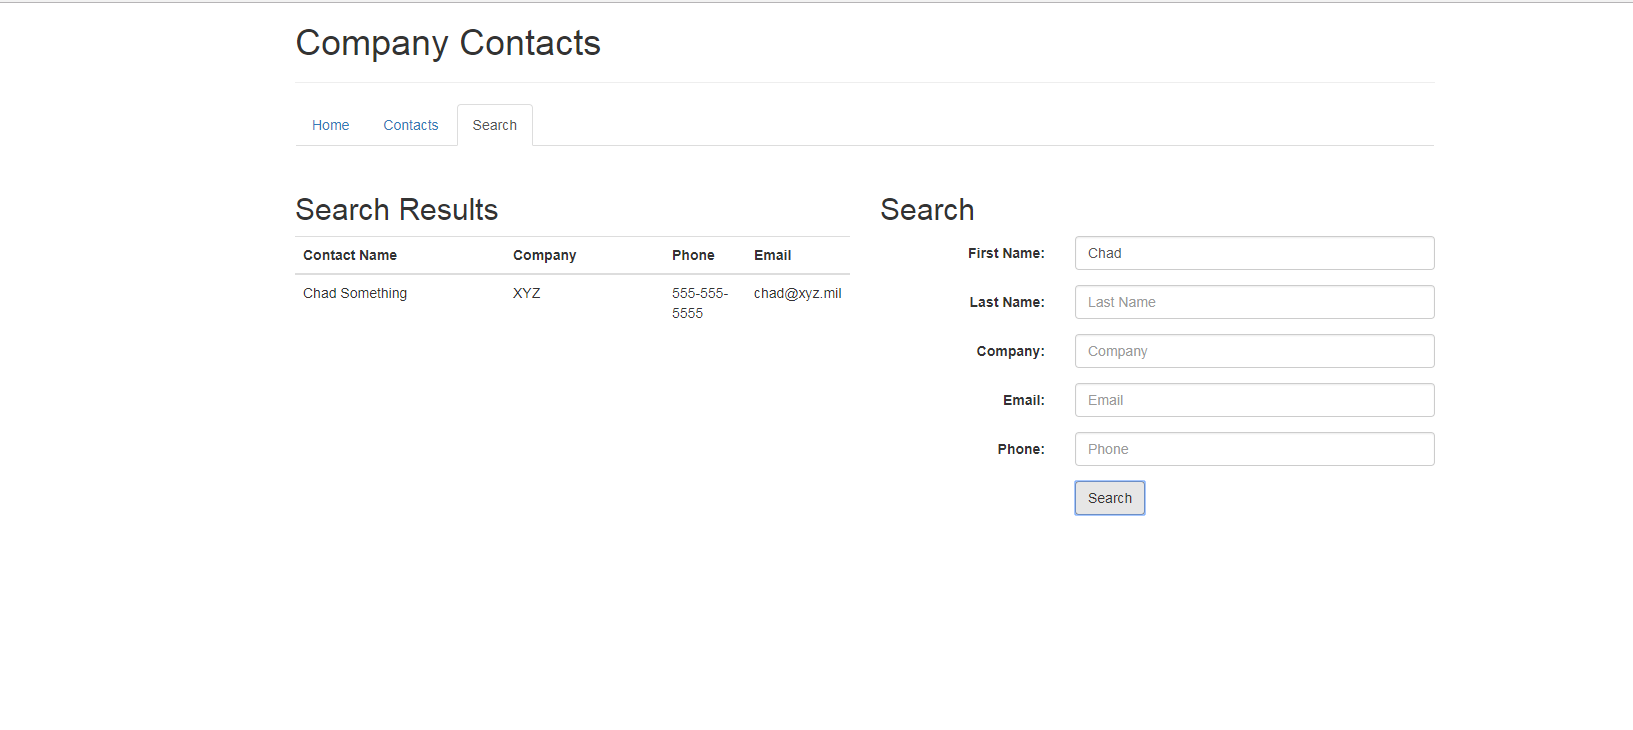 Company Contacts
Home Contacts Search
Search Results
Contact Name Company Phone Email
Chad Something XYZ 555-555- chad@xyz.mil
5555
Search
First Name: Chad
Last Name: Last Name
Company: Company
Email: Email
Phone: Phone
Search